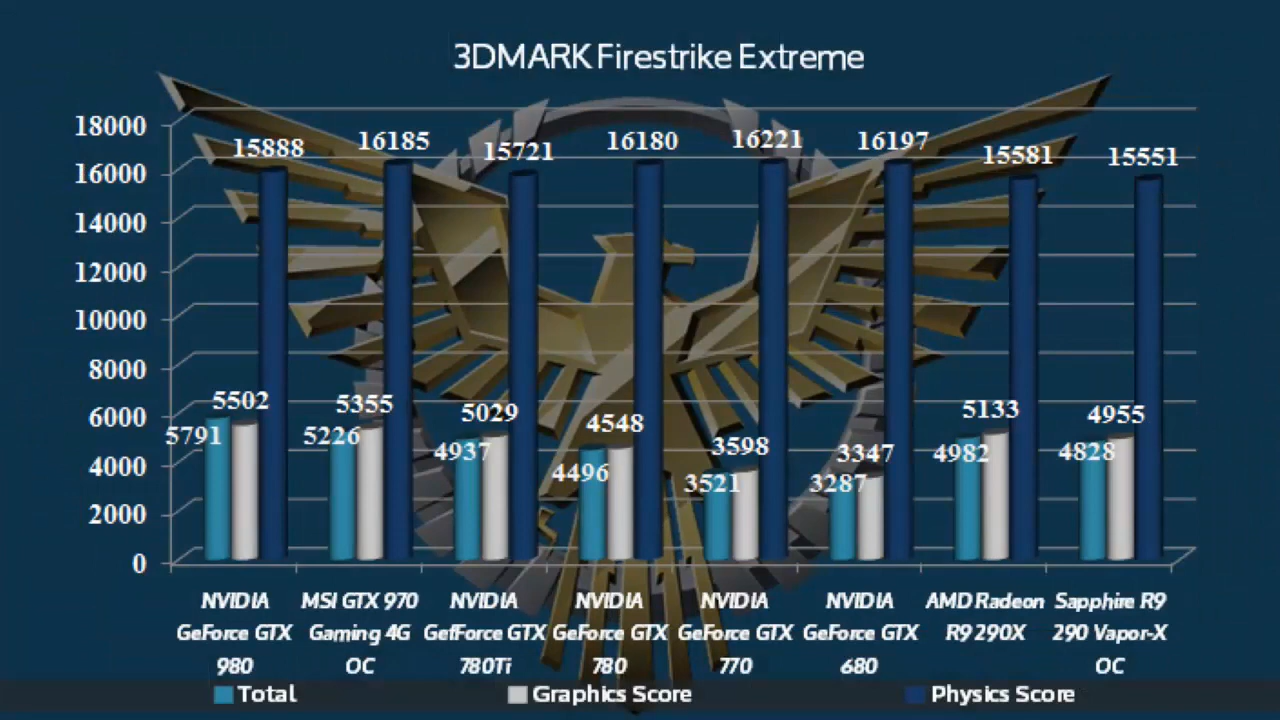 3DMARK Firestrike Extreme
18000
16000
14000
12000
10000
8000
6000
4000
2000
0
15888
16185
15721
16180
16221
16197
15581
15551
5502
5355
5029
4548
3598
3347
5133
4955
5791
5226
4937
4496
3521
3287
4982
4828
NVIDIA
GeForce GTX
980
MSI GTX 970
Gaming 4G
OC
NVIDIA
GefForce GTX
780Ti
NVIDIA
GeForce GTX
780
NVIDIA
GeForce GTX
770
NVIDIA
GeForce GTX
680
AMD Radeon
R9 290X
Sapphire R9
290 Vapor-X
OC
Total
Graphics Score
Physics Score